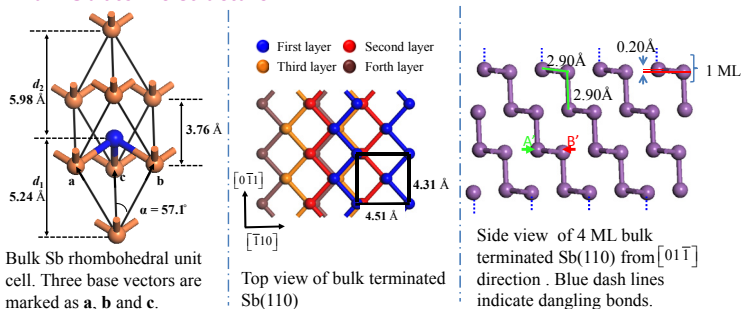 d₂
5.98 Å
3.76 Å
d₁
5.24 Å
a
c
b
α = 57.1°
Bulk Sb rhombohedral unit
cell. Three base vectors are
marked as a, b and c.
First layer
Second layer
Third layer
Forth layer
[01̅1]
[1̅10]
4.31 Å
4.51 Å
Top view of bulk terminated
Sb(110)
0.20Å
2.90Å
1 ML
2.90Å
A'
B'
Side view of 4 ML bulk
terminated Sb(110) from [011̅]
direction . Blue dash lines
indicate dangling bonds.